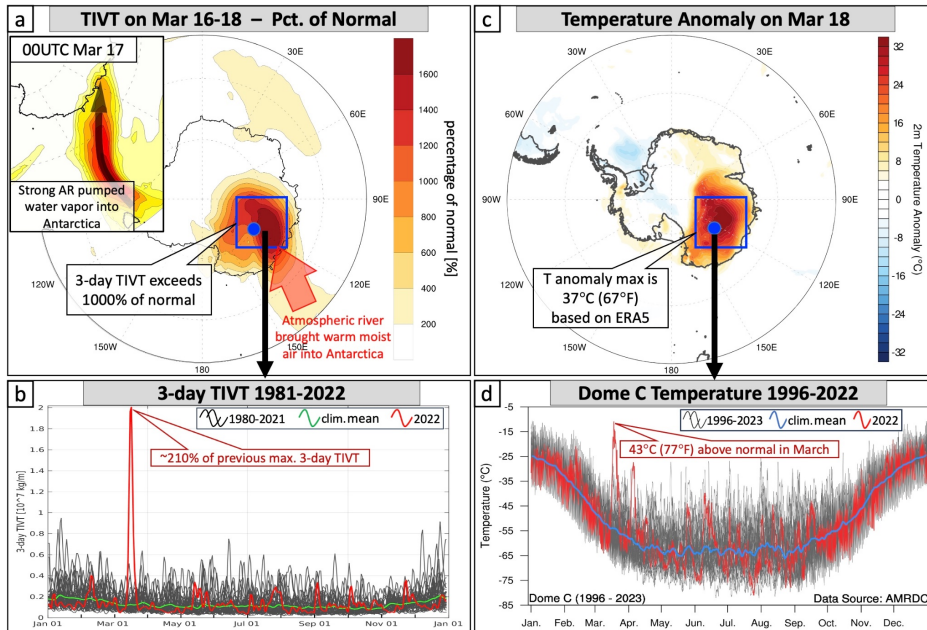 a
TIVT on Mar 16-18 – Pct. of Normal
00UTC Mar 17
Strong AR pumped
water vapor into
Antarctica
3-day TIVT exceeds
1000% of normal
Atmospheric river
brought warm moist
air into Antarctica
0
30E
60E
90E
120E
150E
180
150W
120W
1600
1400
1200
1000
800
600
400
200
percentage of normal [%]
c
Temperature Anomaly on Mar 18
0
30E
60E
90E
120E
150E
180
150W
120W
90W
60W
T anomaly max is
37°C (67°F)
based on ERA5
32
24
16
8
4
0
-4
-8
-16
-24
-32
2m Temperature Anomaly (°C)
b
3-day TIVT 1981-2022
1980-2021
clim.mean
2022
~210% of previous max. 3-day TIVT
3-day TIVT [10^7 kg/m]
2
1.8
1.6
1.4
1.2
1
0.8
0.6
0.4
0.2
0
Jan 01
Mar 01
May 01
Jul 01
Sep 01
Nov 01
Jan 01
d
Dome C Temperature 1996-2022
1996-2023
clim.mean
2022
43°C (77°F) above normal in March
Temperature (°C)
-5
-15
-25
-35
-45
-55
-65
-75
-85
Dome C (1996 - 2023)
Data Source: AMRDC
Jan.
Feb.
Mar.
Apr.
May.
Jun.
Jul.
Aug.
Sep.
Oct.
Nov.
Dec.